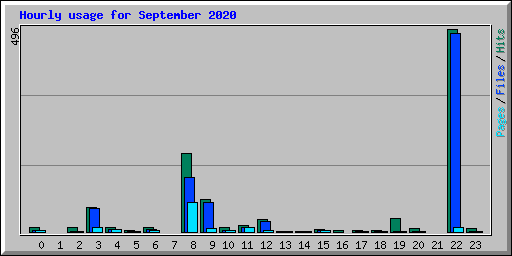 Hourly usage for September 2020
496
Pages/Files/Hits
0 1 2 3 4 5 6 7 8 9 10 11 12 13 14 15 16 17 18 19 20 21 22 23